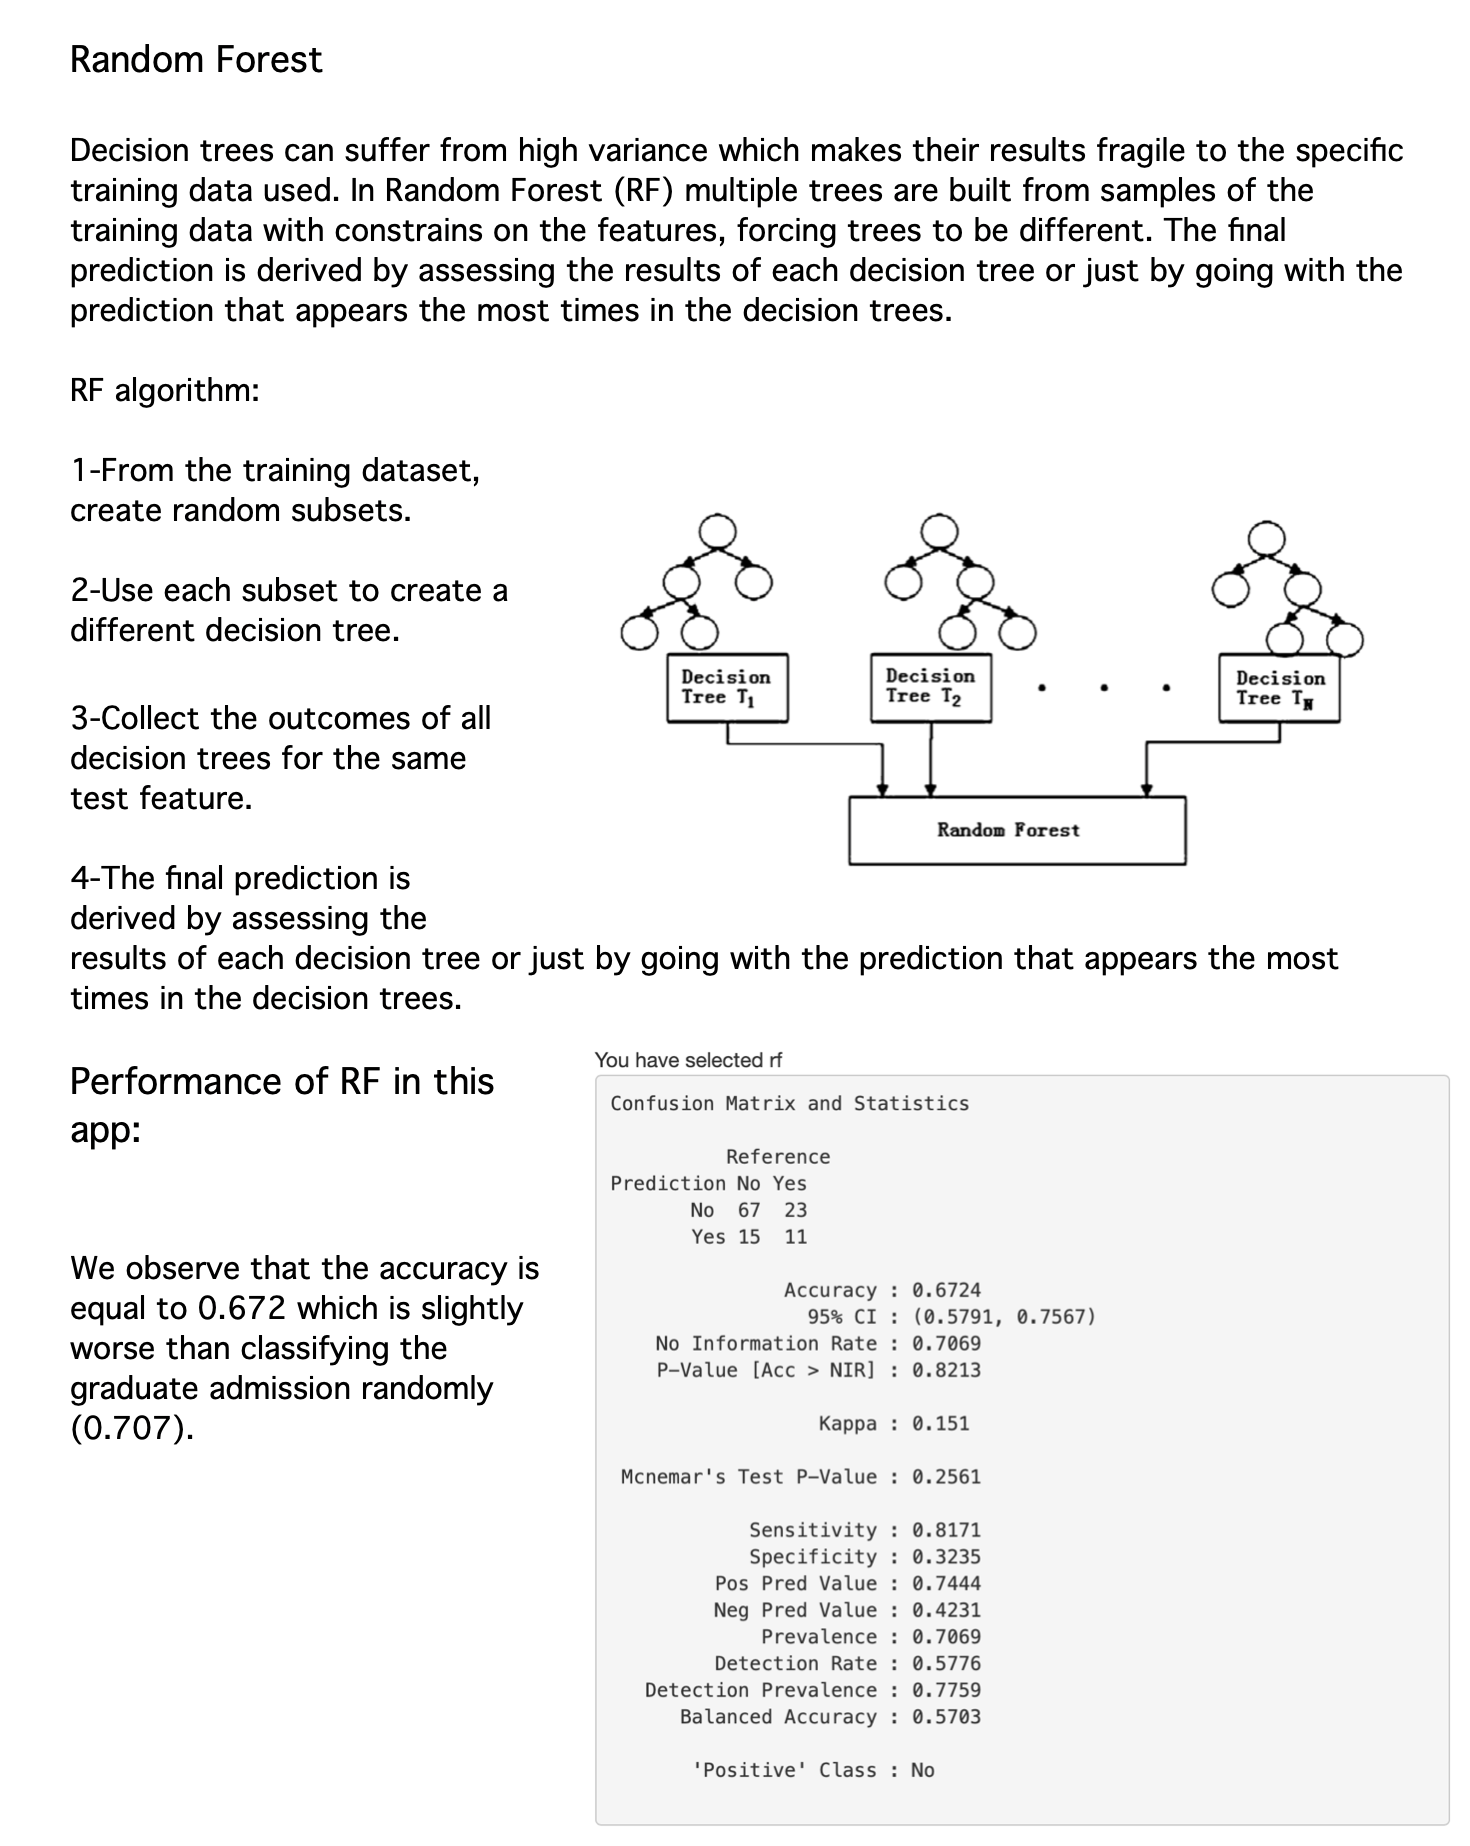 Random Forest
Decision trees can suffer from high variance which makes their results fragile to the specific
training data used. In Random Forest (RF) multiple trees are built from samples of the
training data with constrains on the features, forcing trees to be different. The final
prediction is derived by assessing the results of each decision tree or just by going with the
prediction that appears the most times in the decision trees.
RF algorithm:
1-From the training dataset,
create random subsets.
2-Use each subset to create a
different decision tree.
3-Collect the outcomes of all
decision trees for the same
test feature.
Decision
Tree T1
Decision
Tree T2
. . .
Decision
Tree TN
Random Forest
4-The final prediction is
derived by assessing the
results of each decision tree or just by going with the prediction that appears the most
times in the decision trees.
Performance of RF in this
app:
We observe that the accuracy is
equal to 0.672 which is slightly
worse than classifying the
graduate admission randomly
(0.707).
You have selected rf
Confusion Matrix and Statistics
Reference
Prediction No Yes
No 67 23
Yes 15 11
Accuracy : 0.6724
95% CI : (0.5791, 0.7567)
No Information Rate : 0.7069
P-Value [Acc > NIR] : 0.8213
Kappa : 0.151
Mcnemar's Test P-Value : 0.2561
Sensitivity : 0.8171
Specificity : 0.3235
Pos Pred Value : 0.7444
Neg Pred Value : 0.4231
Prevalence : 0.7069
Detection Rate : 0.5776
Detection Prevalence : 0.7759
Balanced Accuracy : 0.5703
'Positive' Class : No